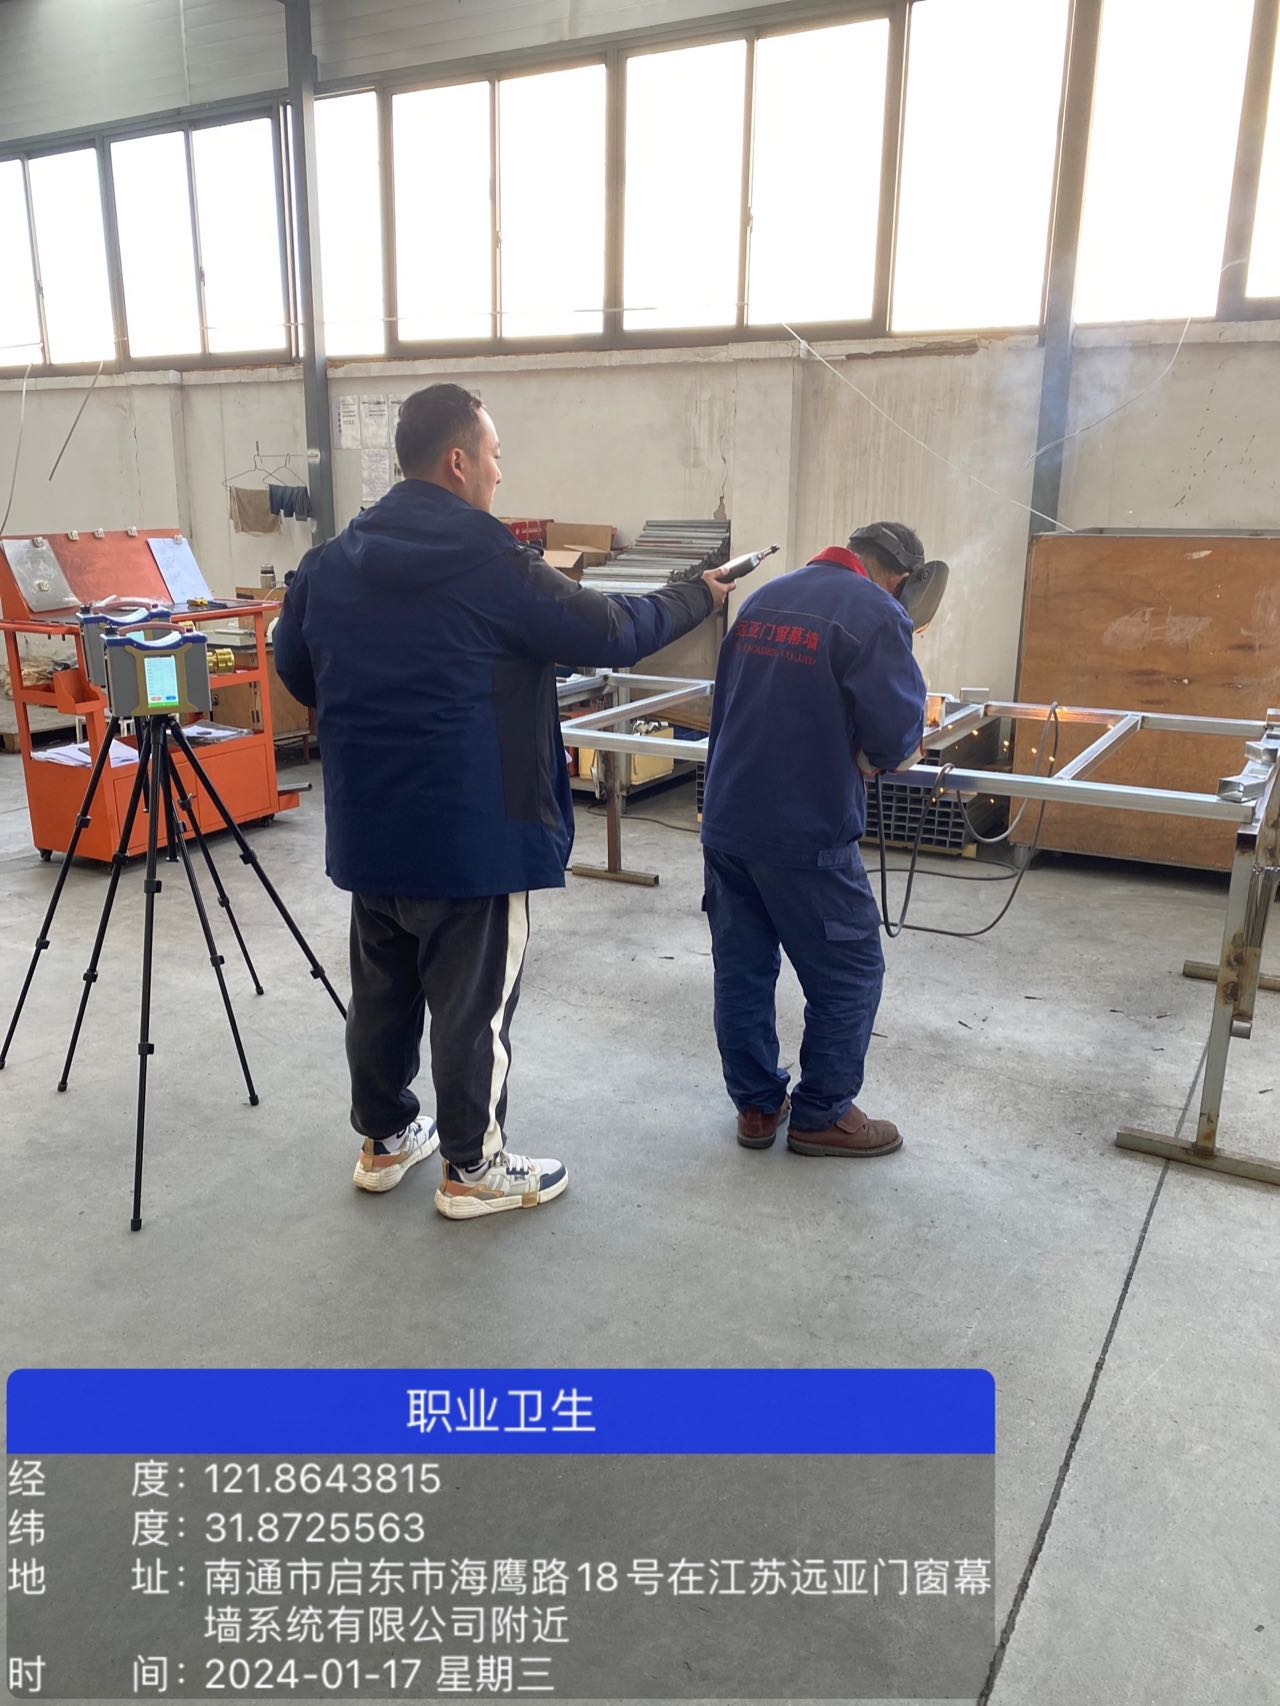 远亚门窗幕墙
职业卫生
经度：121.8643815
纬度：31.8725563
地址：南通市启东市海鹰路18号在江苏远亚门窗幕
墙系统有限公司附近
时间：2024-01-17 星期三